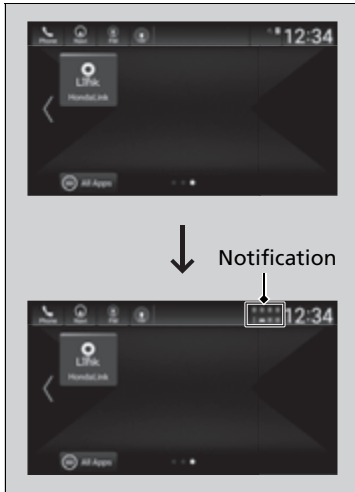 Phone Navi FM
12:34
Link
HondaLink
All Apps
Notification
Phone Navi FM
12:34
Link
HondaLink
All Apps